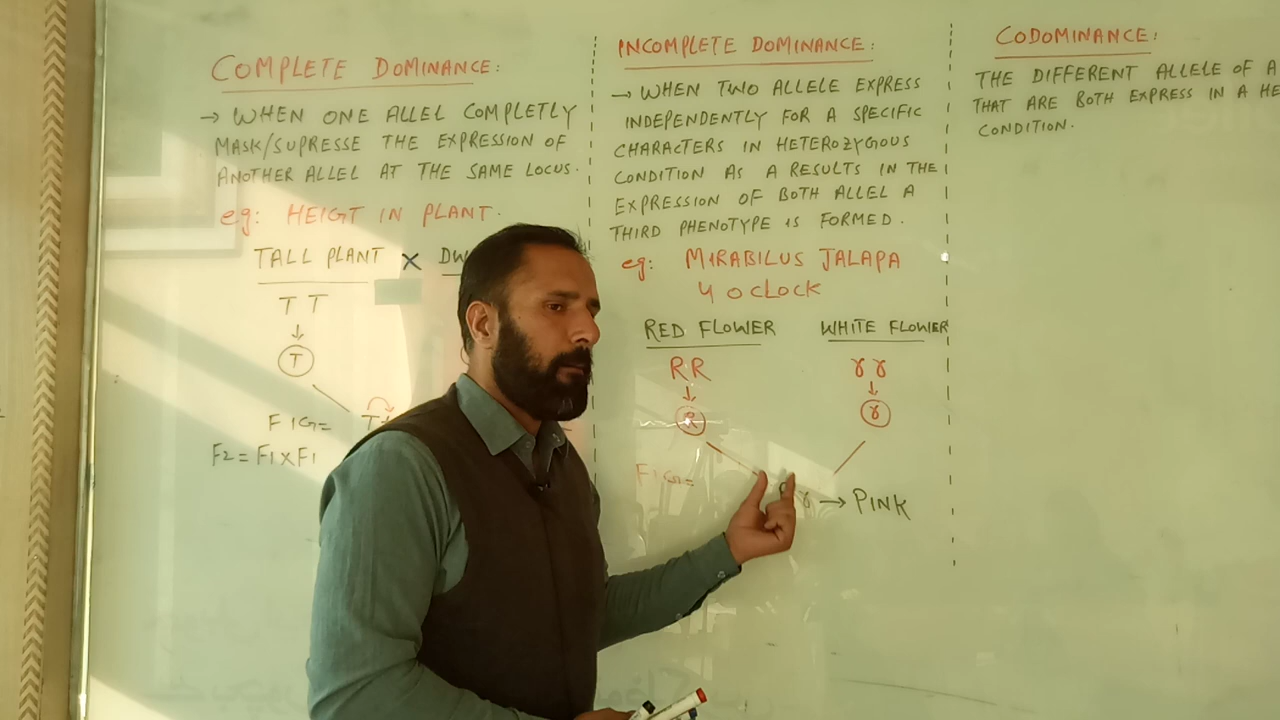 COMPLETE DOMINANCE:
→ WHEN ONE ALLEL COMPLETLY
MASK/SUPRESSE THE EXPRESSION OF
ANOTHER ALLEL AT THE SAME LOCUS.
eg: HEIGT IN PLANT.
TALL PLANT X DW
T T
↓
T
F1G=
F2 = F1 X F1
INCOMPLETE DOMINANCE:
→ WHEN TWO ALLELE EXPRESS
INDEPENDENTLY FOR A SPECIFIC
CHARACTERS IN HETEROZYGOUS
CONDITION AS A RESULTS IN THE
EXPRESSION OF BOTH ALLEL A
THIRD PHENOTYPE IS FORMED.
eg: MIRABILUS JALAPA
4 O CLOCK
RED FLOWER WHITE FLOWER
RR rr
↓ ↓
R r
F1G=
r → PINK
CODOMINANCE:
THE DIFFERENT ALLELE OF A
THAT ARE BOTH EXPRESS IN A HE
CONDITION.